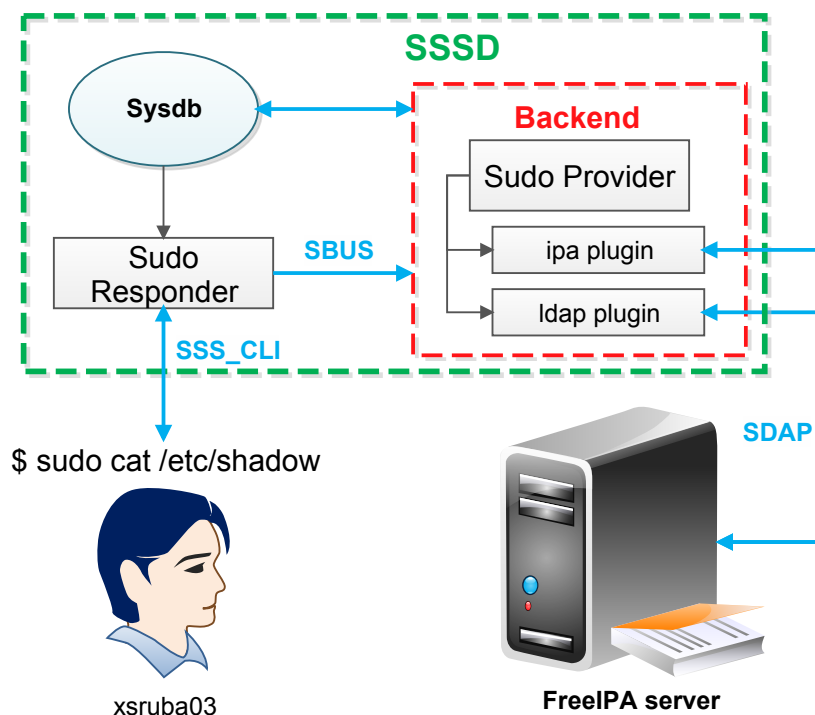 SSSD
Sysdb
Backend
Sudo Provider
ipa plugin
ldap plugin
Sudo
Responder
SBUS
SSS_CLI
$ sudo cat /etc/shadow
xsruba03
SDAP
FreeIPA server